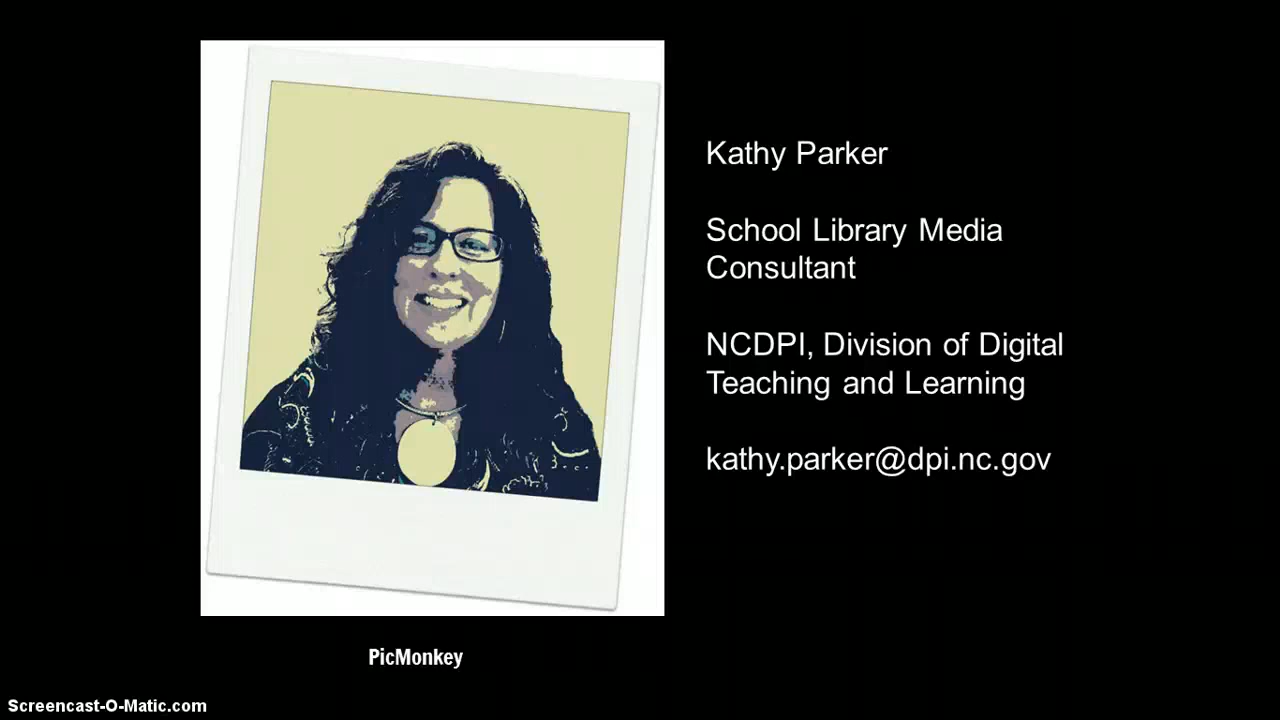 Kathy Parker
School Library Media
Consultant
NCDPI, Division of Digital
Teaching and Learning
kathy.parker@dpi.nc.gov
PicMonkey
Screencast-O-Matic.com